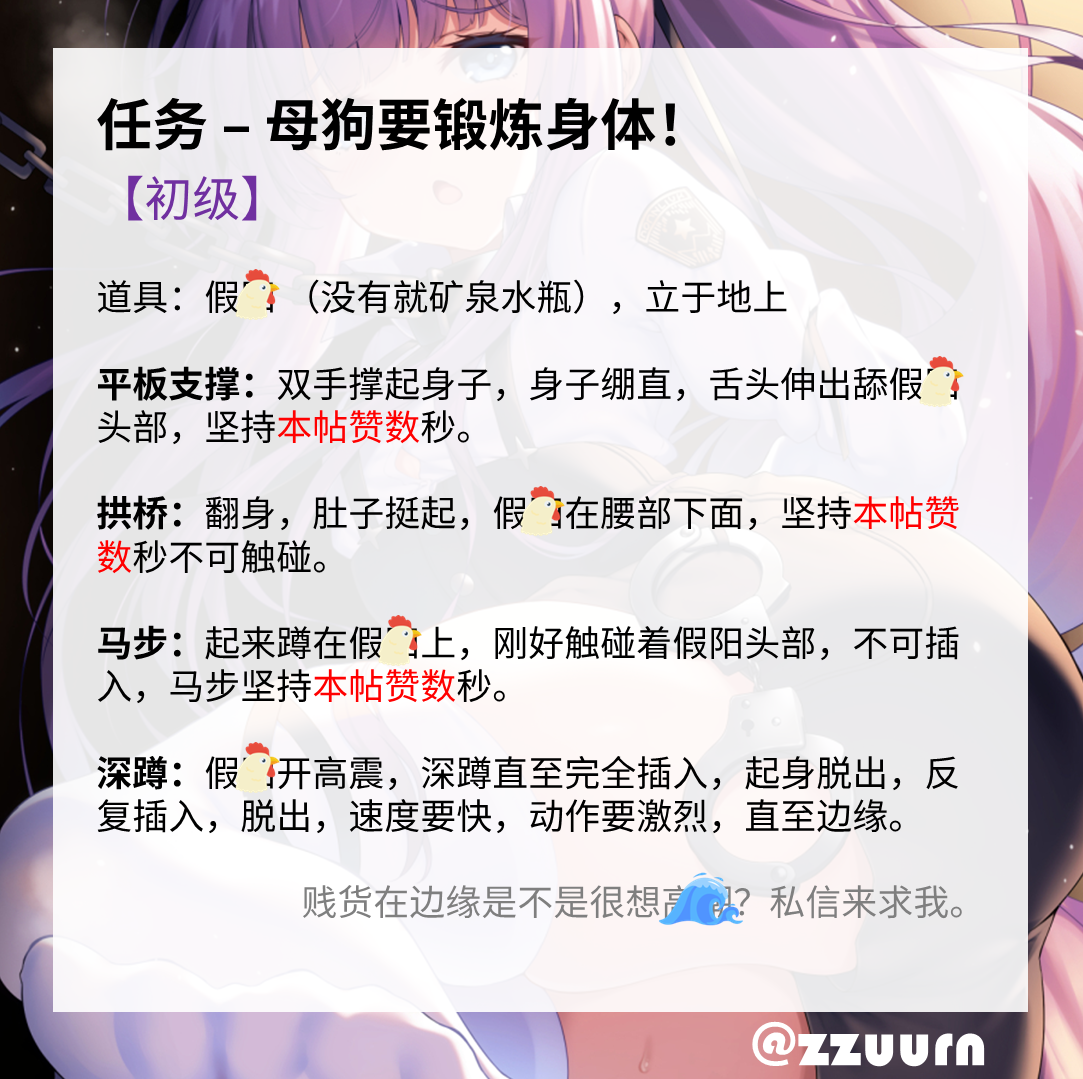 任务 – 母狗要锻炼身体！
【初级】
道具：假（没有就矿泉水瓶），立于地上
平板支撑：双手撑起身子，身子绷直，舌头伸出舔假
头部，坚持本帖赞数秒。
拱桥：翻身，肚子挺起，假在腰部下面，坚持本帖赞
数秒不可触碰。
马步：起来蹲在假上，刚好触碰着假阳头部，不可插
入，马步坚持本帖赞数秒。
深蹲：假开高震，深蹲直至完全插入，起身脱出，反
复插入，脱出，速度要快，动作要激烈，直至边缘。
贱货在边缘是不是很想高？私信来求我。
@zzuurn